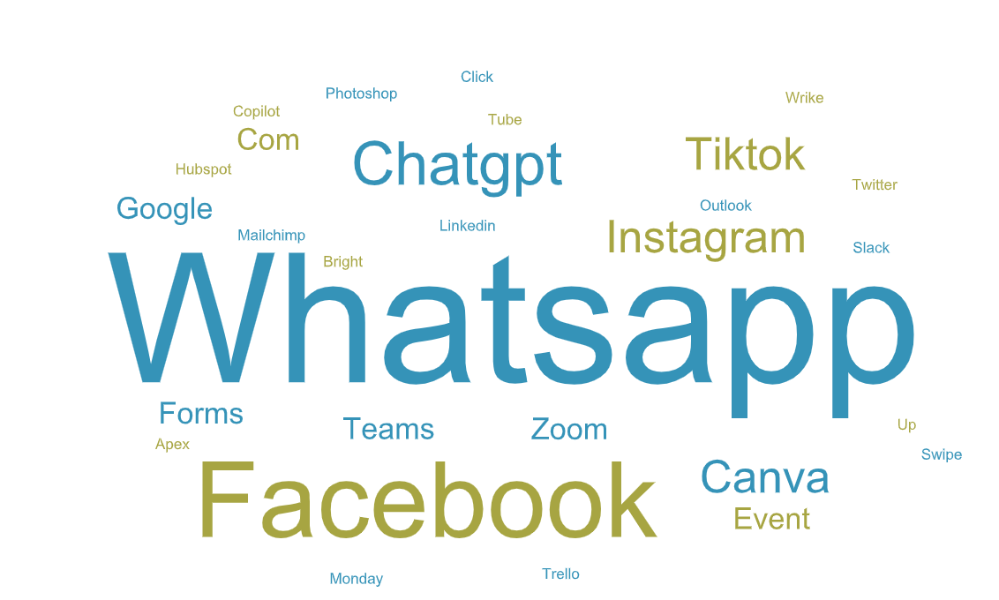 Click
Photoshop
Wrike
Copilot
Tube
Com
Chatgpt
Tiktok
Hubspot
Twitter
Google
Outlook
Linkedin
Mailchimp
Instagram
Slack
Bright
Whatsapp
Forms
Teams
Zoom
Up
Apex
Swipe
Canva
Facebook
Event
Trello
Monday